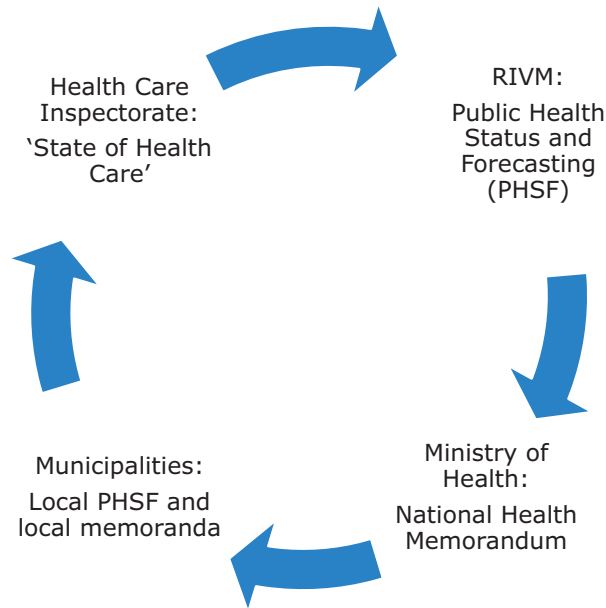 Health Care
Inspectorate:
‘State of Health
Care’
RIVM:
Public Health
Status and
Forecasting
(PHSF)
Ministry of
Health:
National Health
Memorandum
Municipalities:
Local PHSF and
local memoranda